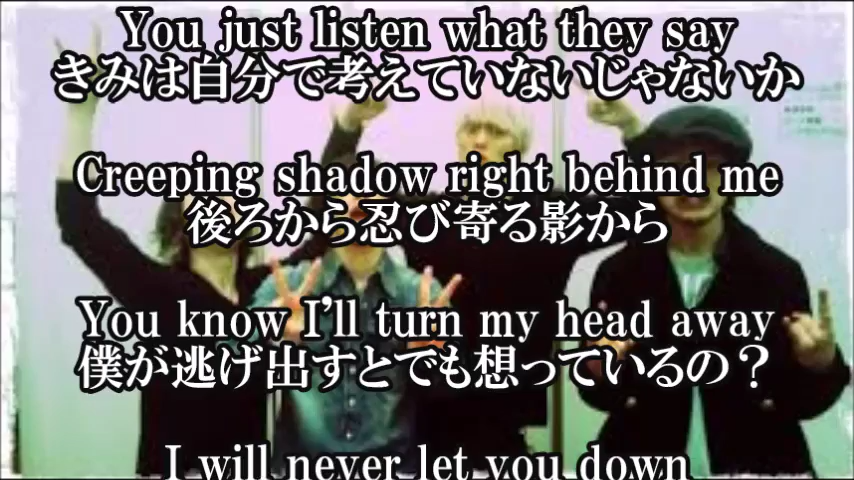 You just listen what they say
きみは自分で考えていないじゃないか
Creeping shadow right behind me
後ろから忍び寄る影から
You know I'll turn my head away
僕が逃げ出すとでも想っているの？
I will never let you down